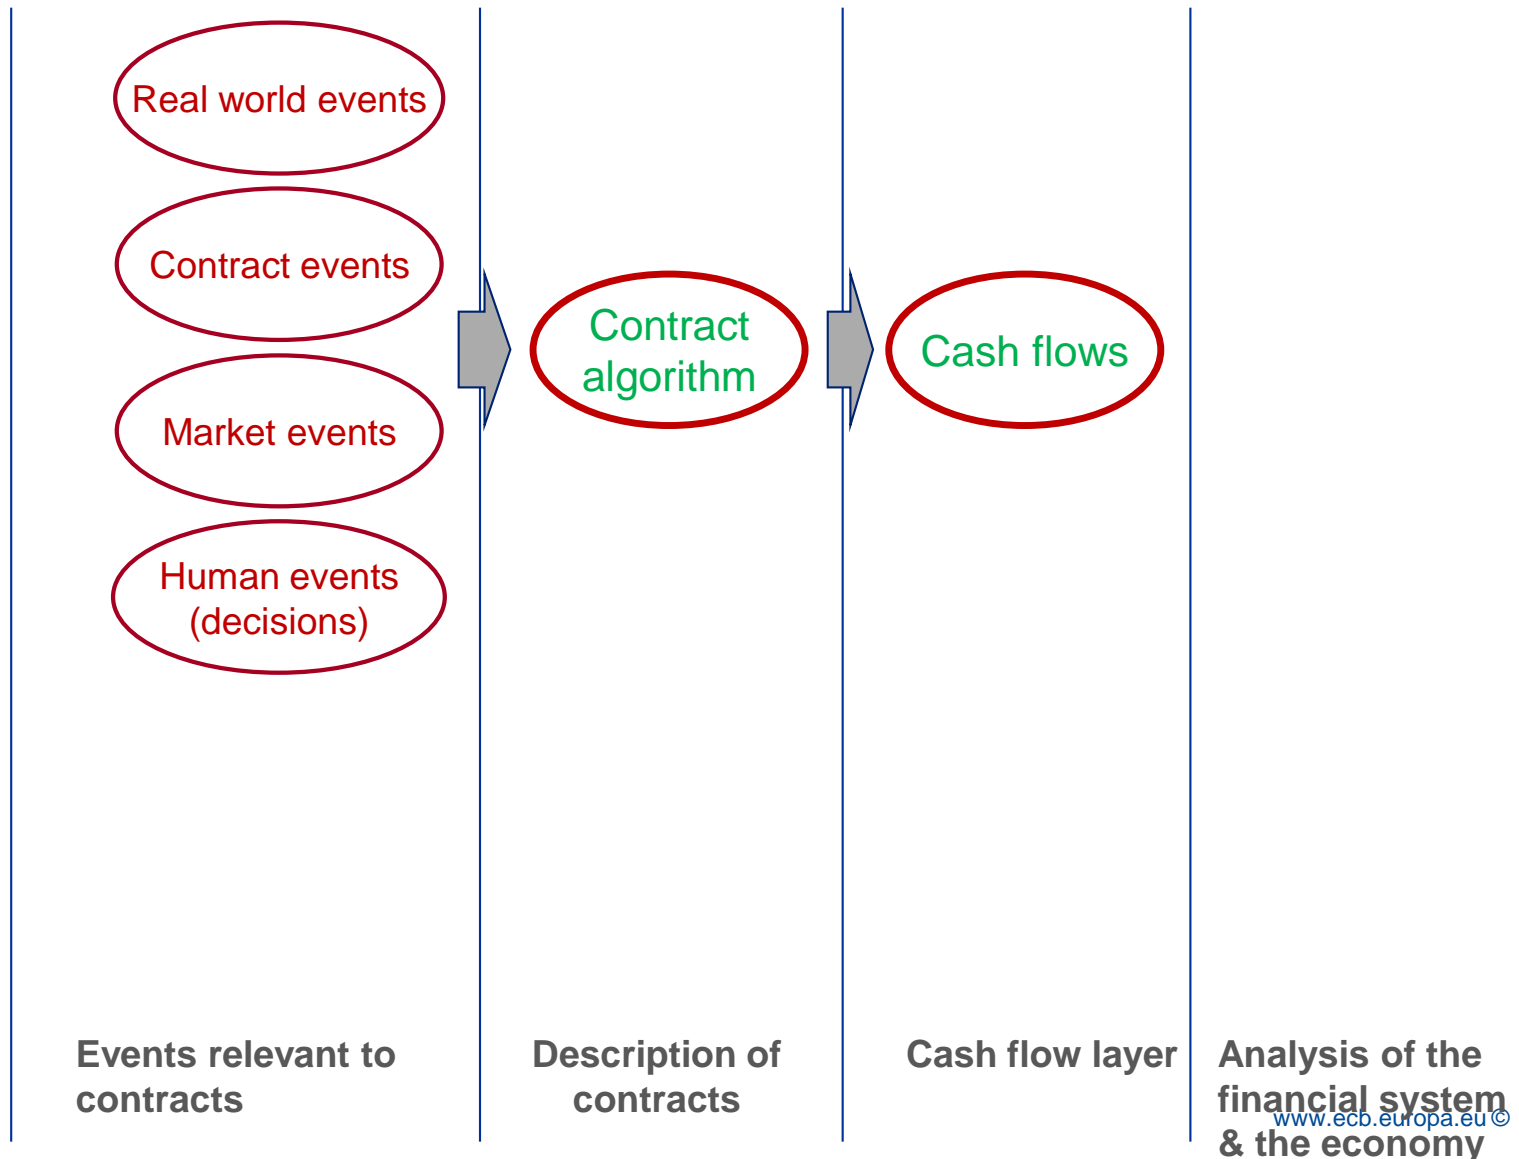 Real world events
Contract events
Market events
Human events
(decisions)
Contract
algorithm
Cash flows
Events relevant to
contracts
Description of
contracts
Cash flow layer
Analysis of the
financial system
& the economy
www.ecb.europa.eu ©